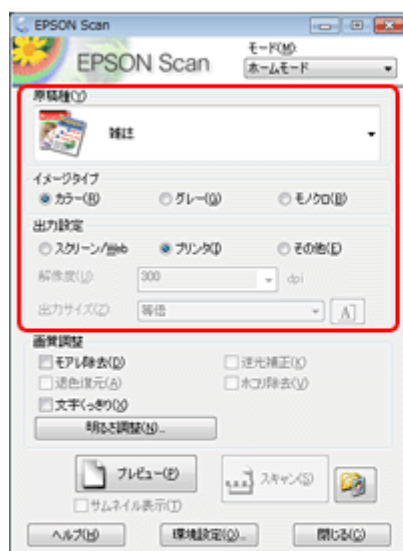 EPSON Scan
EPSON Scan
モード(M):
ホームモード
原稿種(Y)
雑誌
イメージタイプ
カラー(R)
グレー(G)
モノクロ(B)
出力設定
スクリーン/Web
プリンタ(I)
その他(E)
解像度(U):
300
dpi
出力サイズ(Z):
等倍
A
画質調整
モアレ除去(D)
逆光補正(K)
退色復元(A)
ホコリ除去(V)
文字くっきり(X)
明るさ調整(N)...
プレビュー(P)
スキャン(S)
サムネイル表示(T)
ヘルプ(H)
環境設定(O)...
閉じる(C)